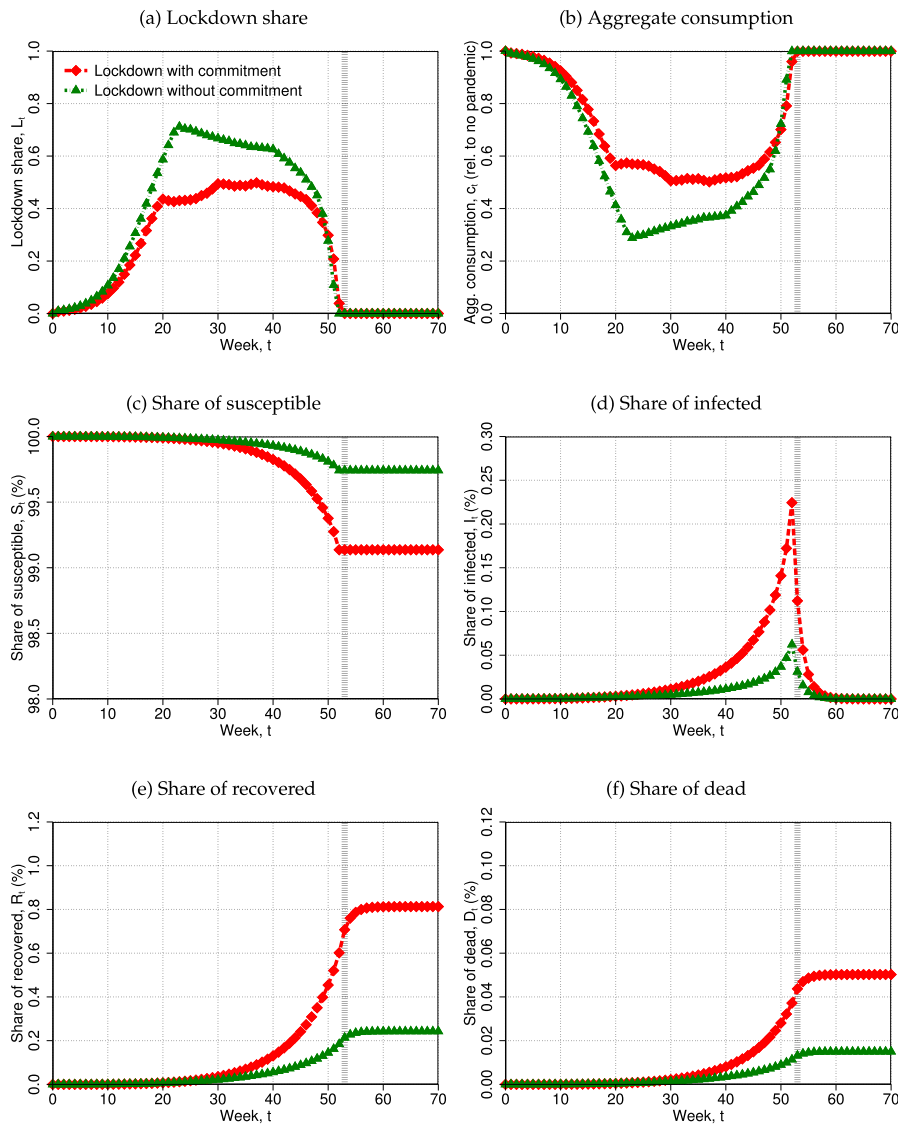 (a) Lockdown share
Lockdown share, Lₜ
0.0 0.2 0.4 0.6 0.8 1.0
Lockdown with commitment
Lockdown without commitment
0 10 20 30 40 50 60 70
Week, t
(b) Aggregate consumption
Agg. consumption, cₜ (rel. to no pandemic)
0.0 0.2 0.4 0.6 0.8 1.0
0 10 20 30 40 50 60 70
Week, t
(c) Share of susceptible
Share of susceptible, Sₜ (%)
98.0 98.5 99.0 99.5 100.0
0 10 20 30 40 50 60 70
Week, t
(d) Share of infected
Share of infected, Iₜ (%)
0.00 0.05 0.10 0.15 0.20 0.25 0.30
0 10 20 30 40 50 60 70
Week, t
(e) Share of recovered
Share of recovered, Rₜ (%)
0.0 0.2 0.4 0.6 0.8 1.0 1.2
0 10 20 30 40 50 60 70
Week, t
(f) Share of dead
Share of dead, Dₜ (%)
0.00 0.02 0.04 0.06 0.08 0.10 0.12
0 10 20 30 40 50 60 70
Week, t